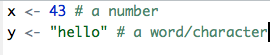 x <- 43 # a number
y <- "hello" # a word/character